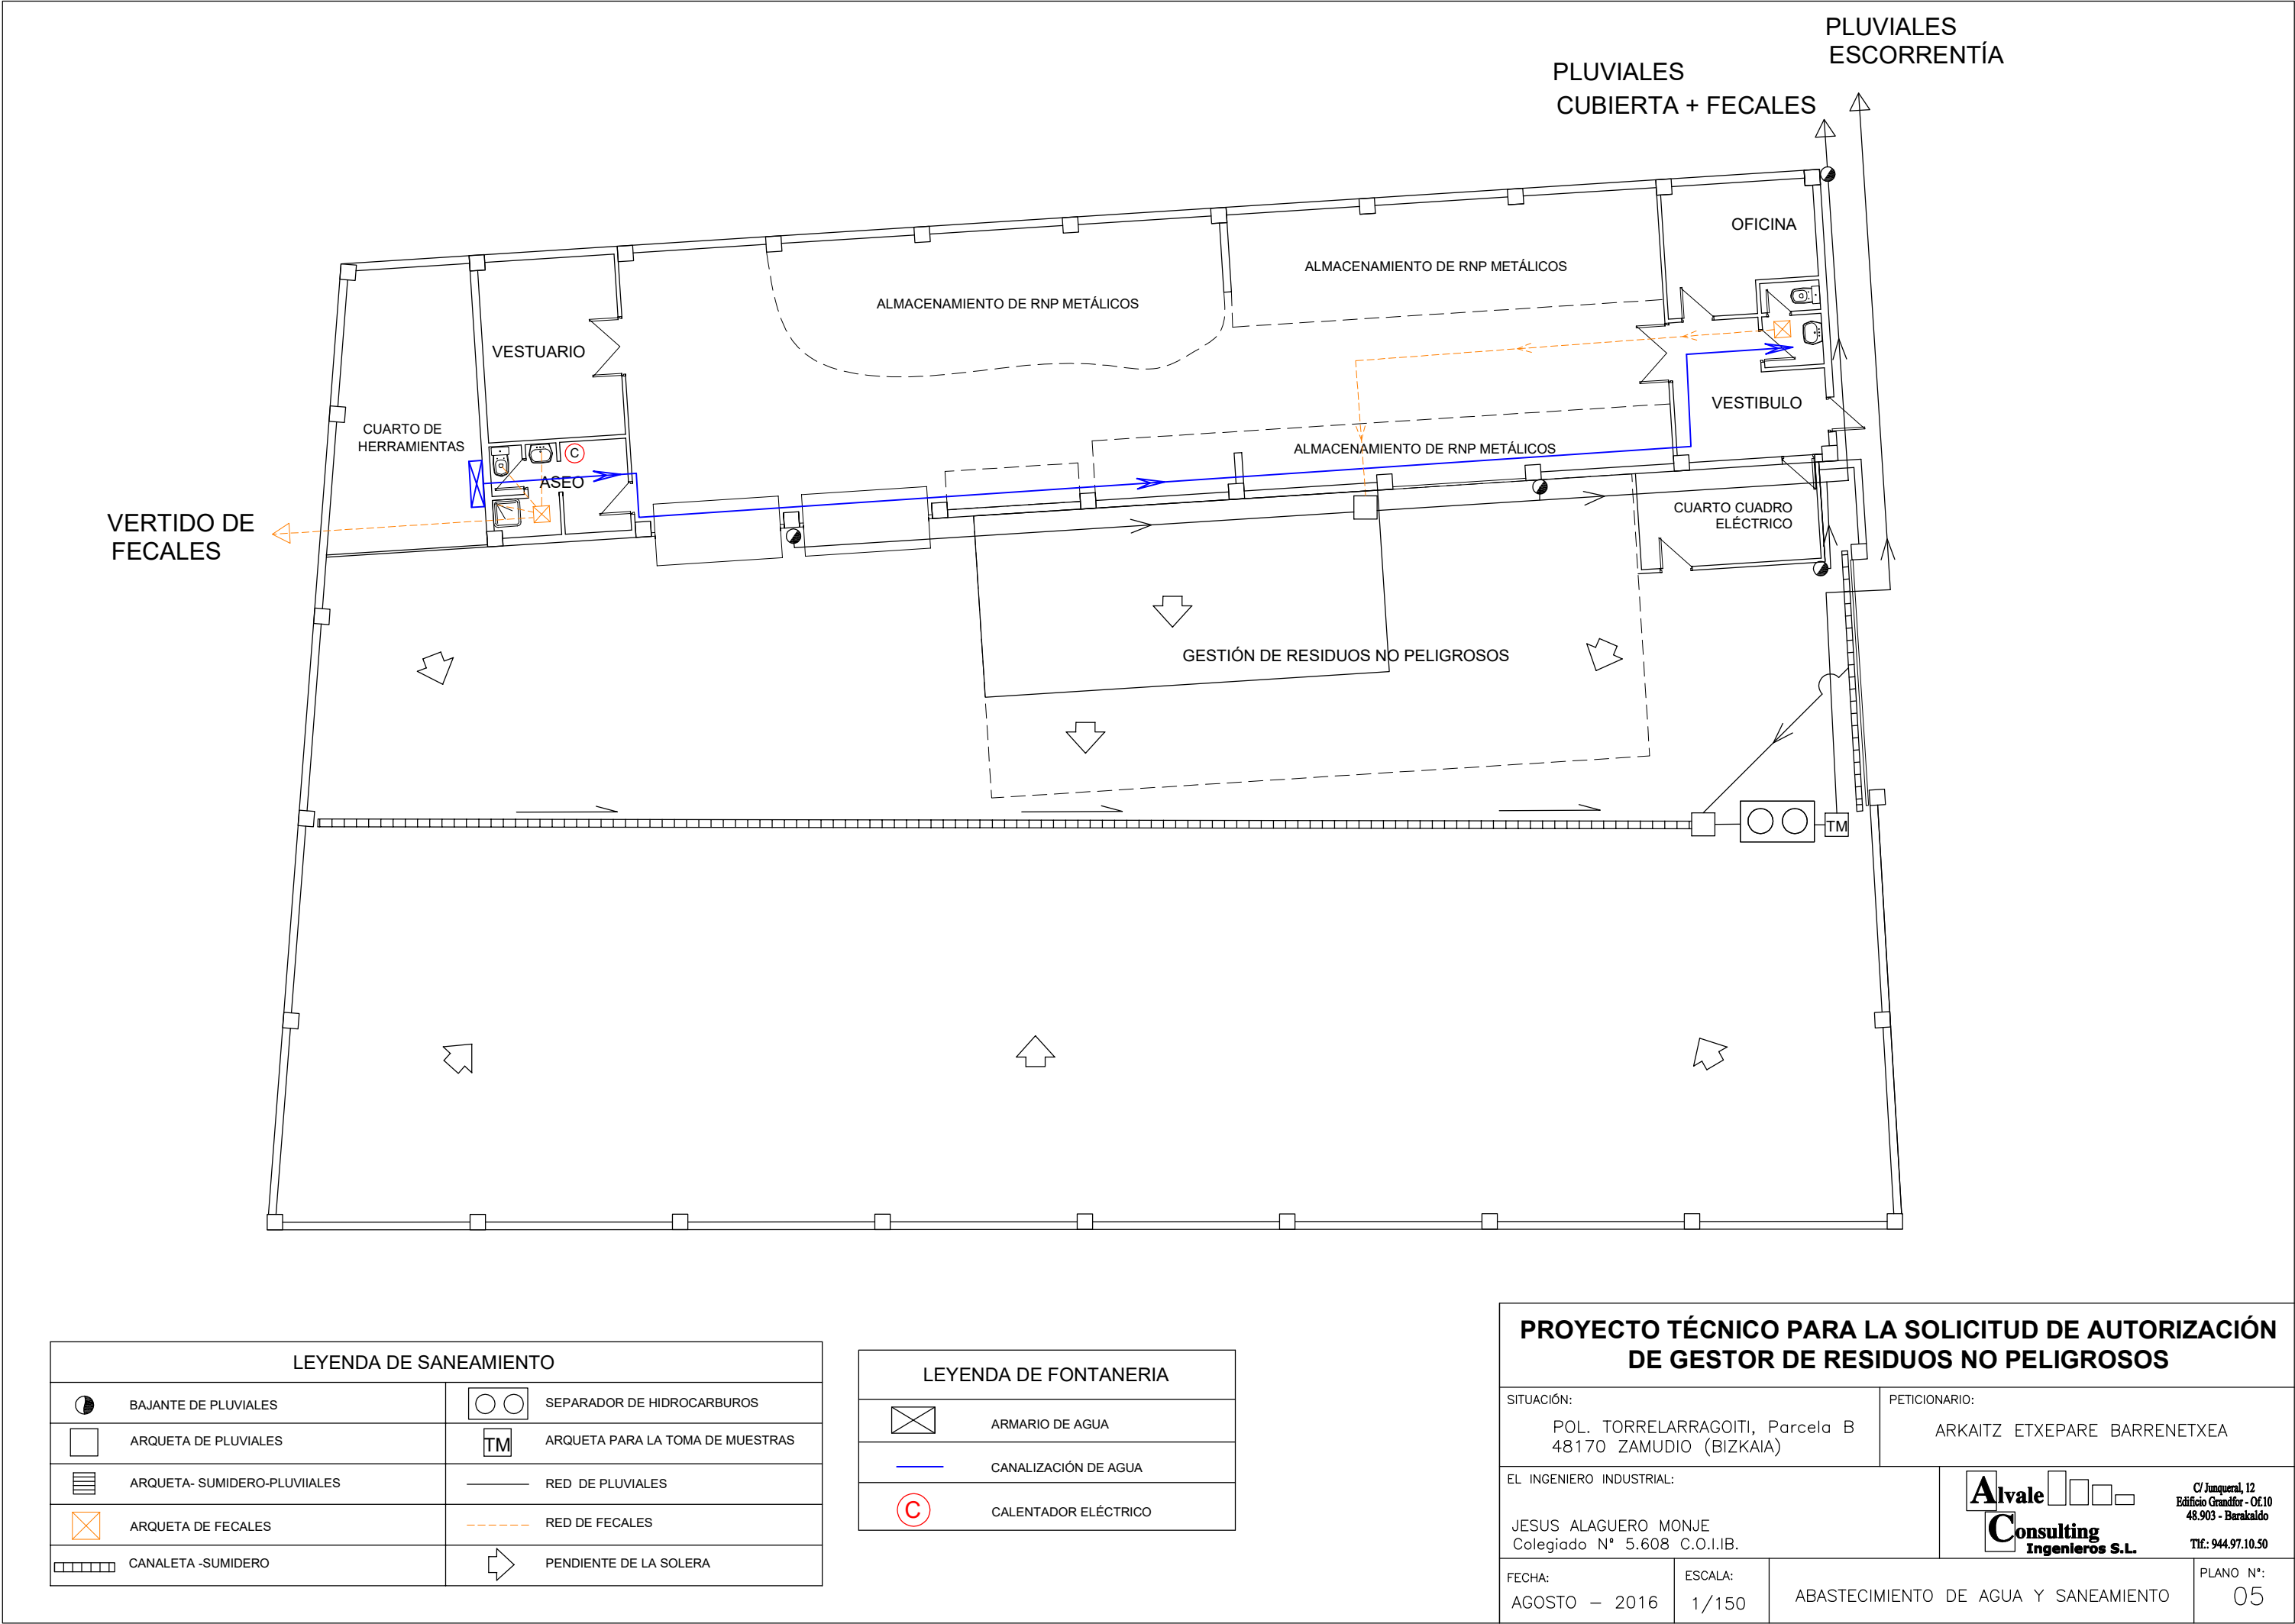 PLUVIALES
ESCORRENTÍA
PLUVIALES
CUBIERTA + FECALES
OFICINA
ALMACENAMIENTO DE RNP METÁLICOS
ALMACENAMIENTO DE RNP METÁLICOS
VESTUARIO
VESTIBULO
CUARTO DE
HERRAMIENTAS
C
ALMACENAMIENTO DE RNP METÁLICOS
ASEO
CUARTO CUADRO
ELÉCTRICO
VERTIDO DE
FECALES
GESTIÓN DE RESIDUOS NO PELIGROSOS
TM
LEYENDA DE SANEAMIENTO
BAJANTE DE PLUVIALES
SEPARADOR DE HIDROCARBUROS
ARQUETA DE PLUVIALES
TM
ARQUETA PARA LA TOMA DE MUESTRAS
ARQUETA- SUMIDERO-PLUVIIALES
RED DE PLUVIALES
ARQUETA DE FECALES
RED DE FECALES
CANALETA -SUMIDERO
PENDIENTE DE LA SOLERA
LEYENDA DE FONTANERIA
ARMARIO DE AGUA
CANALIZACIÓN DE AGUA
C
CALENTADOR ELÉCTRICO
PROYECTO TÉCNICO PARA LA SOLICITUD DE AUTORIZACIÓN
DE GESTOR DE RESIDUOS NO PELIGROSOS
SITUACIÓN:
POL. TORRELARRAGOITI, Parcela B
48170 ZAMUDIO (BIZKAIA)
PETICIONARIO:
ARKAITZ ETXEPARE BARRENETXEA
EL INGENIERO INDUSTRIAL:
JESUS ALAGUERO MONJE
Colegiado Nº 5.608 C.O.I.IB.
Alvale
Consulting
Ingenieros S.L.
C/ Junqueral, 12
Edificio Grandfor - Of.10
48.903 - Barakaldo
Tlf.: 944.97.10.50
FECHA:
AGOSTO - 2016
ESCALA:
1/150
ABASTECIMIENTO DE AGUA Y SANEAMIENTO
PLANO Nº:
05